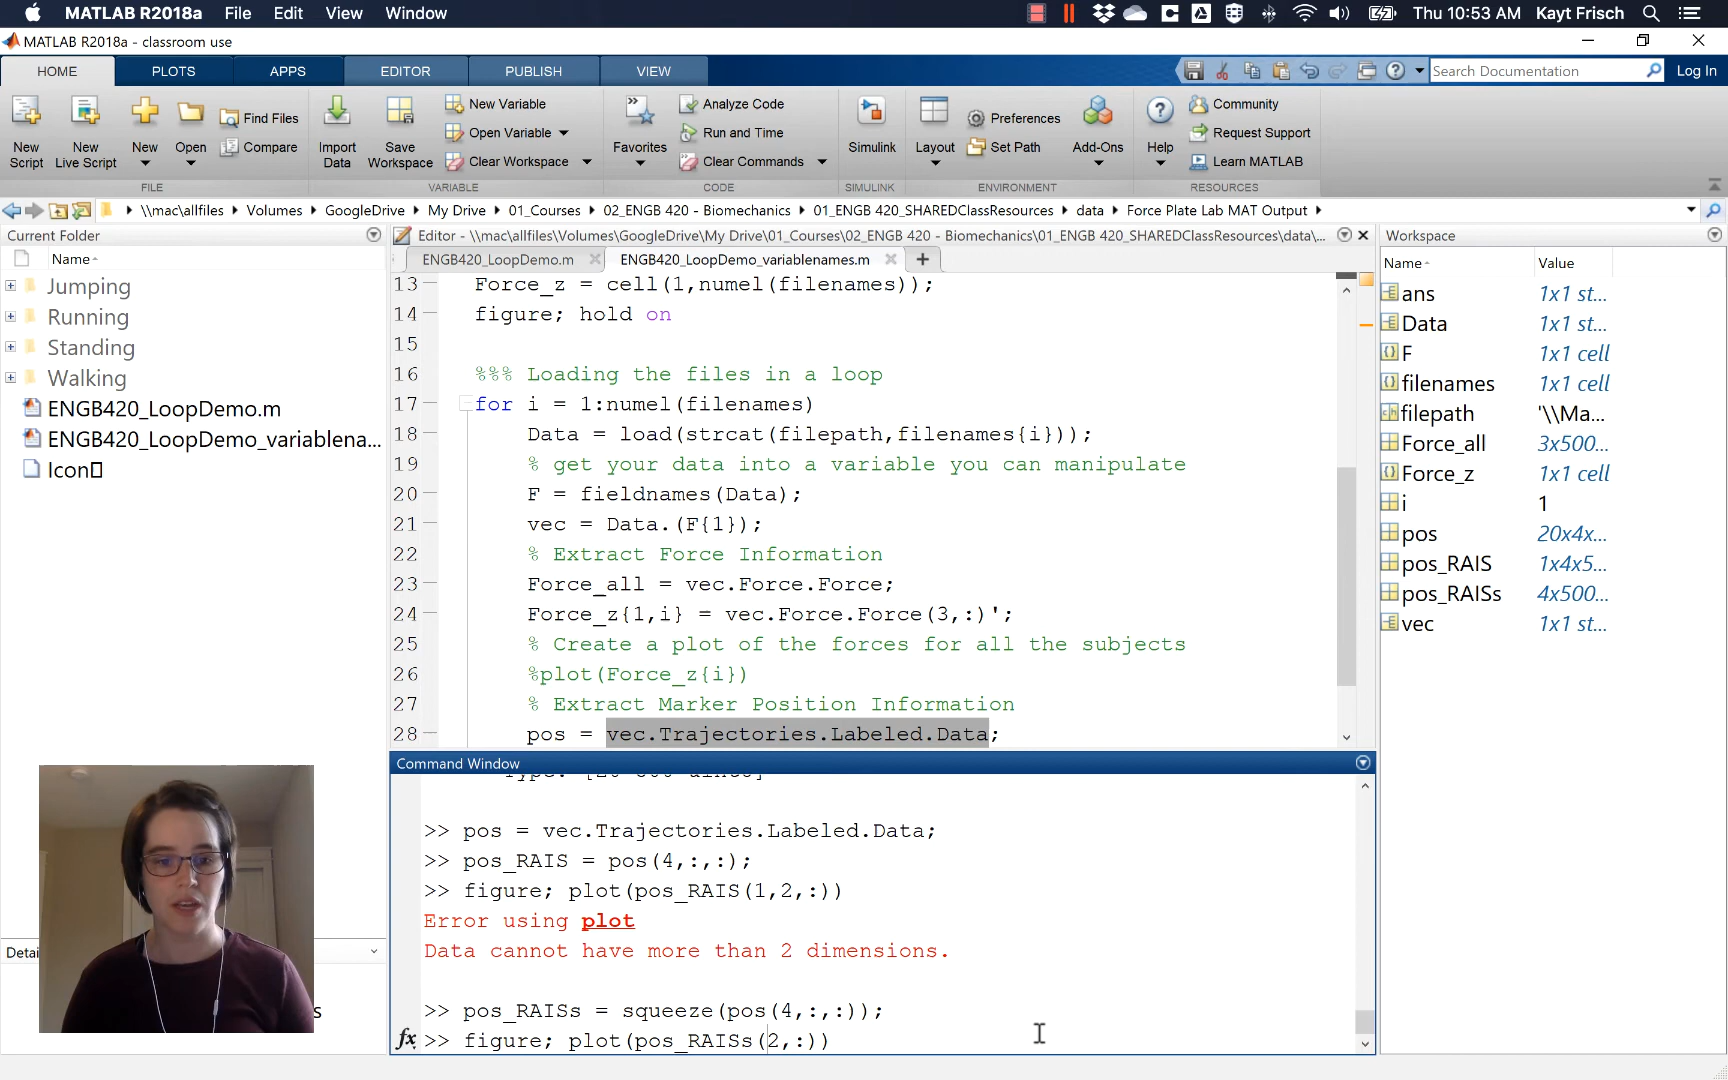 MATLAB R2018a File Edit View Window Thu 10:53 AM Kayt Frisch
MATLAB R2018a - classroom use
HOME PLOTS APPS EDITOR PUBLISH VIEW Search Documentation Log In
New Script
New Live Script
New
Open
Find Files
Compare
FILE
Import Data
Save Workspace
New Variable
Open Variable
Clear Workspace
VARIABLE
Favorites
Analyze Code
Run and Time
Clear Commands
CODE
Simulink
SIMULINK
Layout
Preferences
Set Path
Add-Ons
ENVIRONMENT
Help
Community
Request Support
Learn MATLAB
RESOURCES
\\mac\allfiles Volumes GoogleDrive My Drive 01_Courses 02_ENGB 420 - Biomechanics 01_ENGB 420_SHAREDClassResources data Force Plate Lab MAT Output
Current Folder
Name
Jumping
Running
Standing
Walking
ENGB420_LoopDemo.m
ENGB420_LoopDemo_variablena...
Icon
Detai
s
Editor - \\mac\allfiles\Volumes\GoogleDrive\My Drive\01_Courses\02_ENGB 420 - Biomechanics\01_ENGB 420_SHAREDClassResources\data\...
ENGB420_LoopDemo.m ENGB420_LoopDemo_variablenames.m
13 Force_z = cell(1,numel(filenames));
14 figure; hold on
15
16 %%% Loading the files in a loop
17 for i = 1:numel(filenames)
18 Data = load(strcat(filepath,filenames{i}));
19 % get your data into a variable you can manipulate
20 F = fieldnames(Data);
21 vec = Data.(F{1});
22 % Extract Force Information
23 Force_all = vec.Force.Force;
24 Force_z{1,i} = vec.Force.Force(3,:)';
25 % Create a plot of the forces for all the subjects
26 %plot(Force_z{i})
27 % Extract Marker Position Information
28 pos = vec.Trajectories.Labeled.Data;
Command Window
>> pos = vec.Trajectories.Labeled.Data;
>> pos_RAIS = pos(4,:,:);
>> figure; plot(pos_RAIS(1,2,:))
Error using plot
Data cannot have more than 2 dimensions.
>> pos_RAISs = squeeze(pos(4,:,:));
fx >> figure; plot(pos_RAISs(2,:))
Workspace
Name Value
ans 1x1 st...
Data 1x1 st...
F 1x1 cell
filenames 1x1 cell
filepath '\\Ma...
Force_all 3x500...
Force_z 1x1 cell
i 1
pos 20x4x...
pos_RAIS 1x4x5...
pos_RAISs 4x500...
vec 1x1 st...